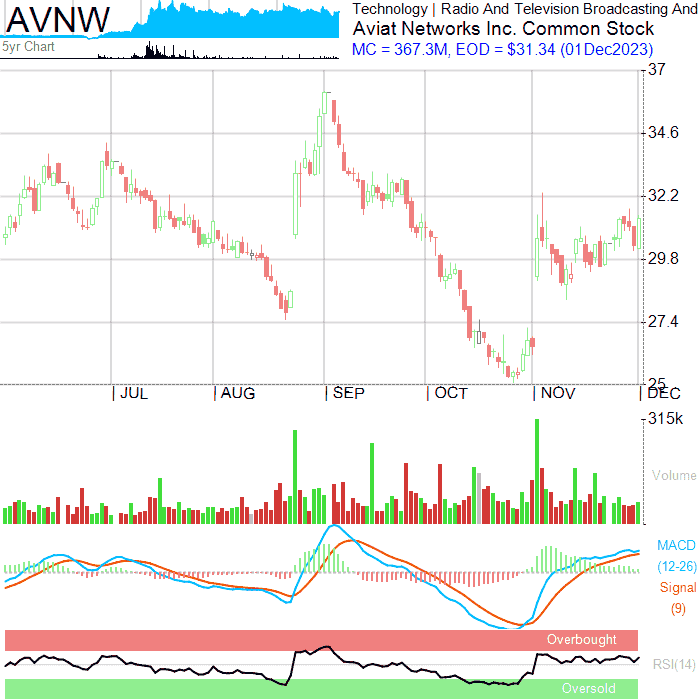 AVNW
5yr Chart
Technology | Radio And Television Broadcasting And
Aviat Networks Inc. Common Stock
MC = 367.3M, EOD = $31.34 (01Dec2023)
37
34.6
32.2
29.8
27.4
25
JUL
AUG
SEP
OCT
NOV
DEC
315k
Volume
MACD
(12-26)
Signal
(9)
Overbought
RSI(14)
Oversold